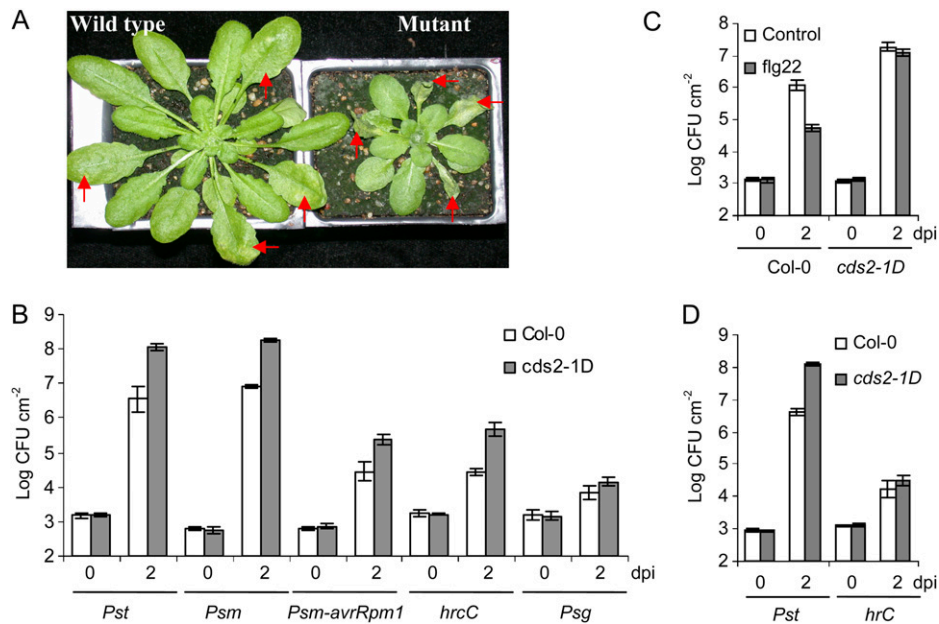 A
Wild type
Mutant
B
Log CFU cm-2
9
8
7
6
5
4
3
2
Col-0
cds2-1D
0 2 0 2 0 2 0 2 0 2 dpi
Pst Psm Psm-avrRpm1 hrcC Psg
C
Log CFU cm-2
8
7
6
5
4
3
2
Control
flg22
0 2 0 2 dpi
Col-0 cds2-1D
D
Log CFU cm-2
9
8
7
6
5
4
3
2
Col-0
cds2-1D
0 2 0 2 dpi
Pst hrC